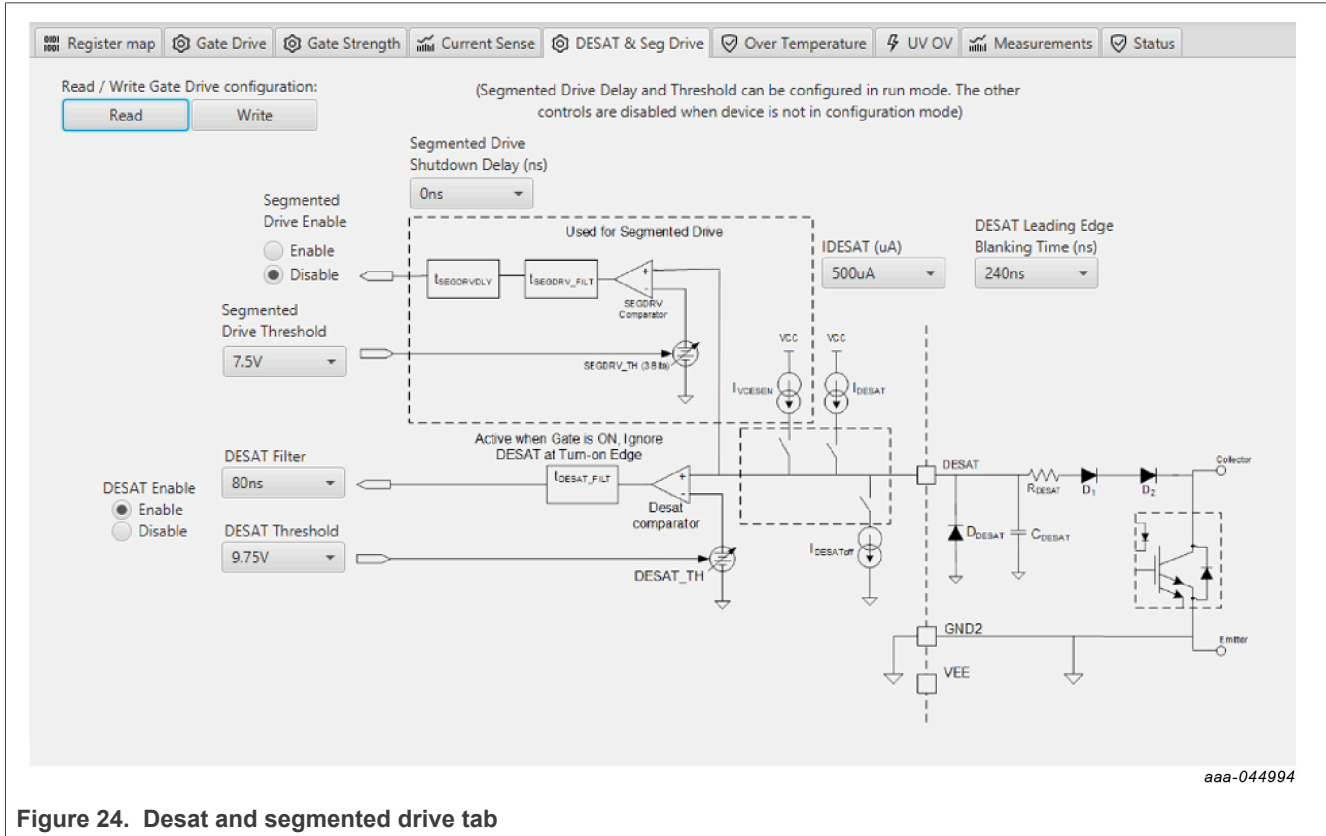 Register map
Gate Drive
Gate Strength
Current Sense
DESAT & Seg Drive
Over Temperature
UV OV
Measurements
Status
Read / Write Gate Drive configuration:
Read
Write
(Segmented Drive Delay and Threshold can be configured in run mode. The other
controls are disabled when device is not in configuration mode)
Segmented Drive
Shutdown Delay (ns)
0ns
Segmented
Drive Enable
Enable
Disable
Used for Segmented Drive
tSEGDRVDLY
tSEGDRV_FILT
+
-
SEGDRV
Comparator
IDESAT (uA)
500uA
DESAT Leading Edge
Blanking Time (ns)
240ns
Segmented
Drive Threshold
7.5V
SEGDRV_TH (3 Bits)
VCC
VCC
IVCESEN
IDESAT
Active when Gate is ON, Ignore
DESAT at Turn-on Edge
DESAT Filter
80ns
DESAT Enable
Enable
Disable
tDESAT_FILT
+
-
Desat
comparator
DESAT Threshold
9.75V
DESAT_TH
IDESAToff
DESAT
RDESAT
D1
D2
Collector
DDESAT
CDESAT
GND2
Emitter
VEE
aaa-044994
Figure 24. Desat and segmented drive tab